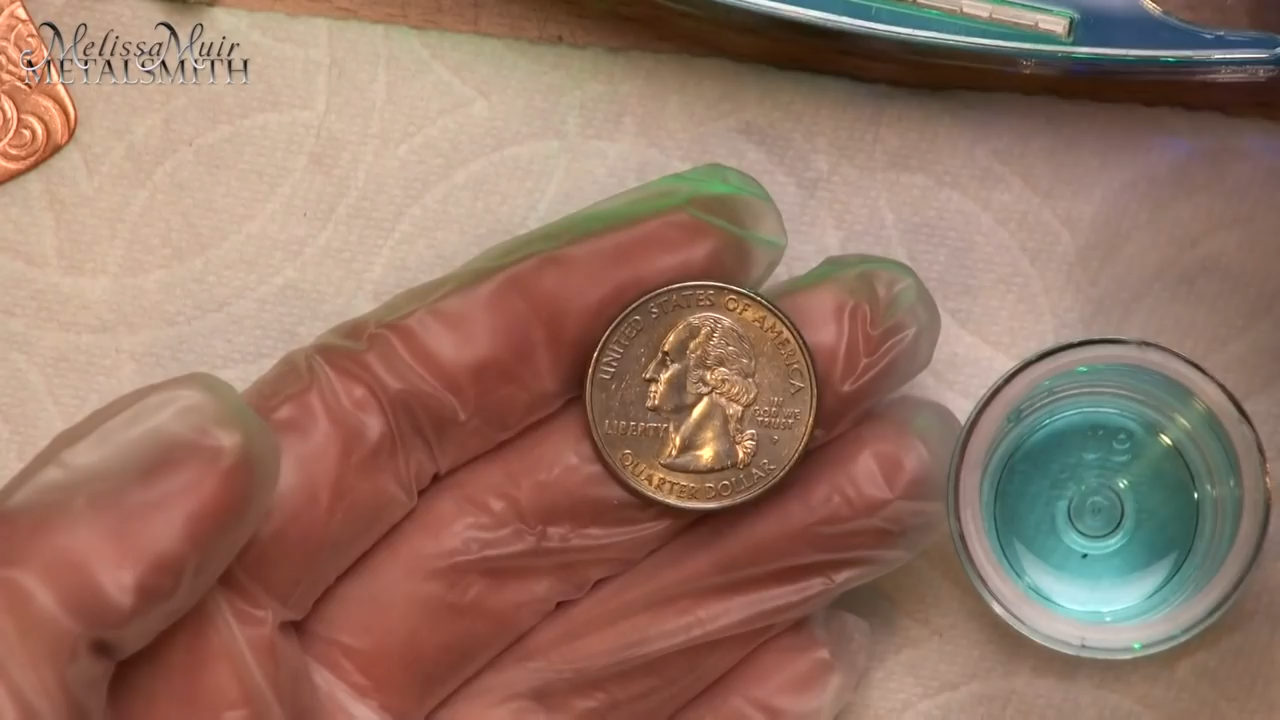 Melissa Muir
METALSMITH
UNITED STATES OF AMERICA
IN
GOD WE
TRUST
LIBERTY
P
QUARTER DOLLAR